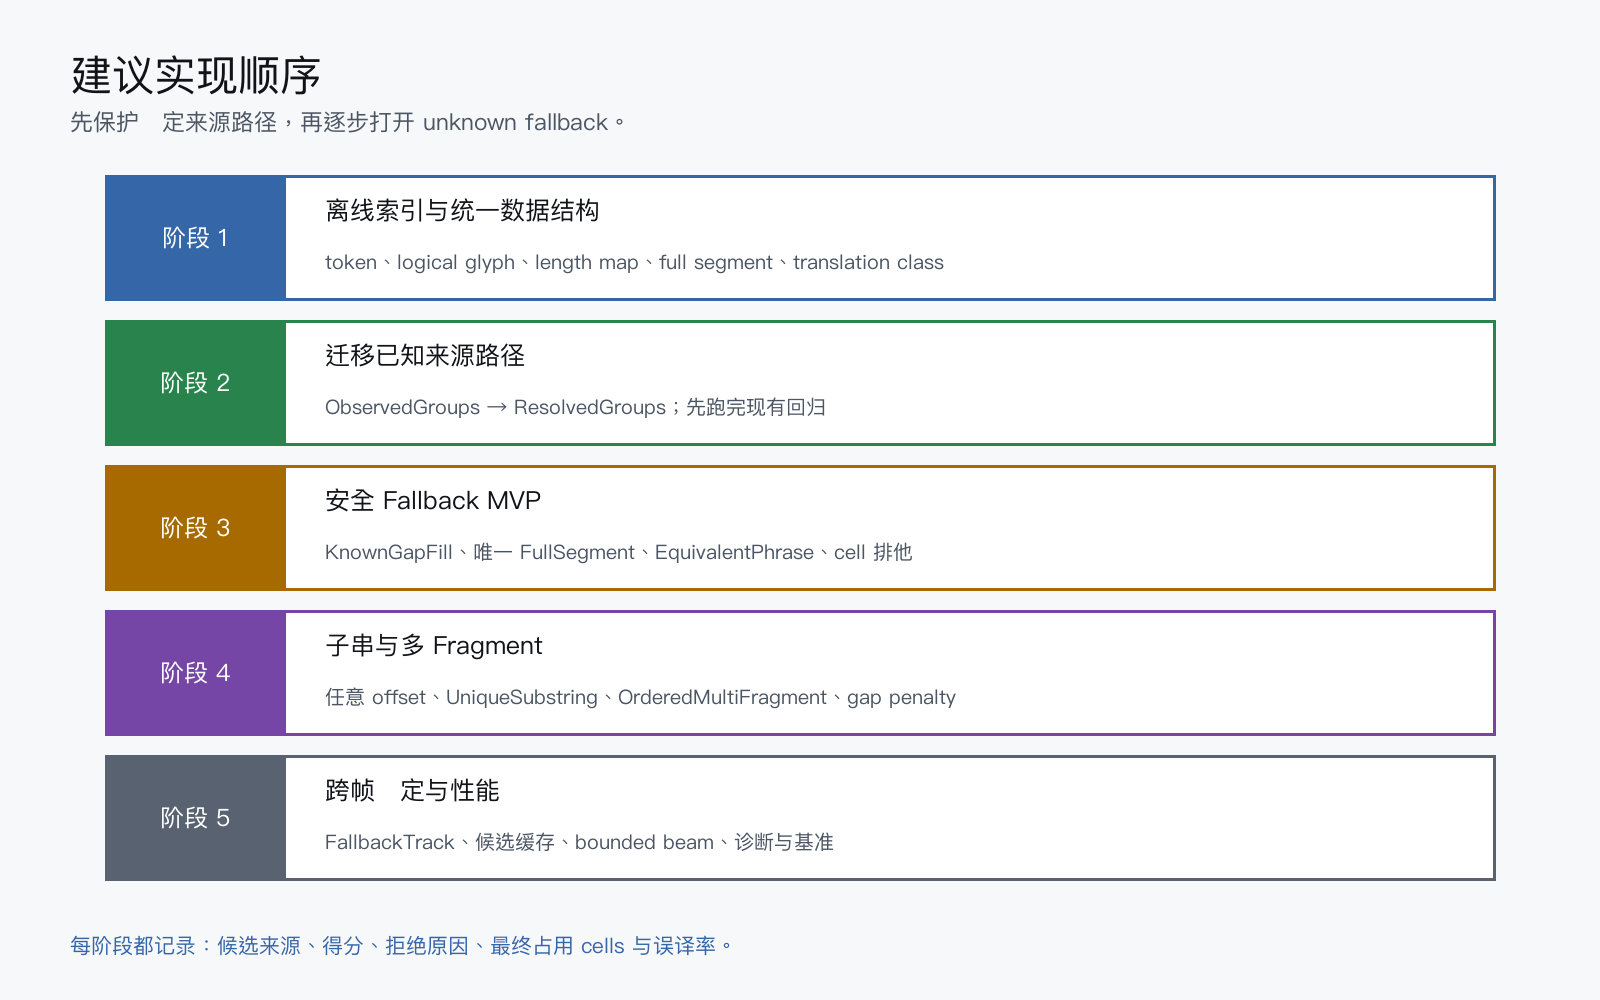 建议实现顺序
先保护　定来源路径，再逐步打开 unknown fallback。
阶段 1
离线索引与统一数据结构
token、logical glyph、length map、full segment、translation class
阶段 2
迁移已知来源路径
ObservedGroups → ResolvedGroups；先跑完现有回归
阶段 3
安全 Fallback MVP
KnownGapFill、唯一 FullSegment、EquivalentPhrase、cell 排他
阶段 4
子串与多 Fragment
任意 offset、UniqueSubstring、OrderedMultiFragment、gap penalty
阶段 5
跨帧　定与性能
FallbackTrack、候选缓存、bounded beam、诊断与基准
每阶段都记录：候选来源、得分、拒绝原因、最终占用 cells 与误译率。